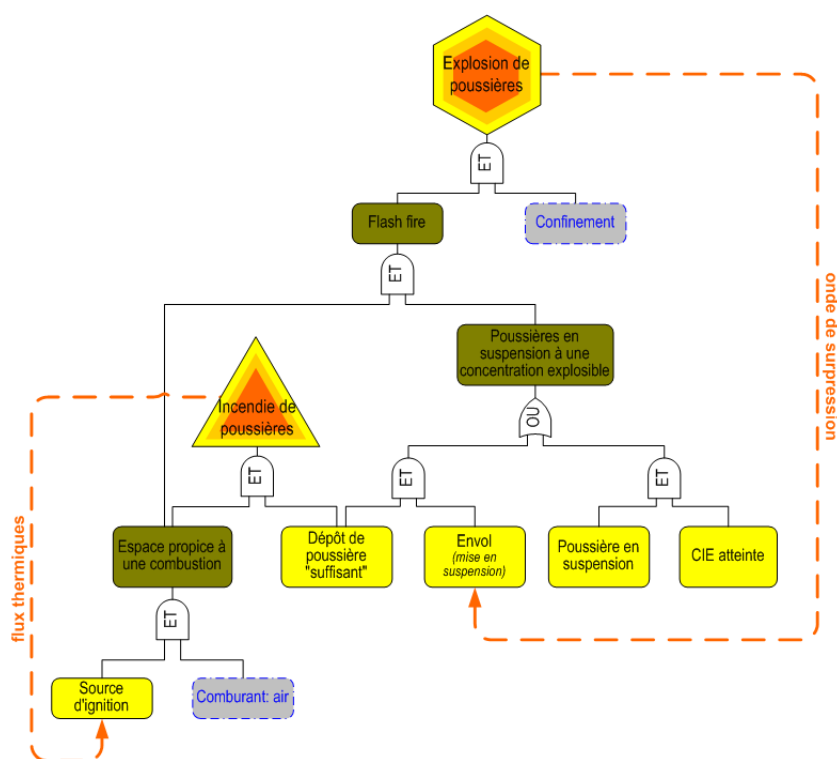 Explosion de
poussières
ET
Flash fire
Confinement
ET
onde de surpression
Poussières en
suspension à une
concentration explosible
Incendie de
poussières
OU
ET
ET
ET
flux thermiques
Espace propice à
une combustion
Dépôt de
poussière
"suffisant"
Envol
(mise en
suspension)
Poussière en
suspension
CIE atteinte
ET
Source
d'ignition
Comburant: air